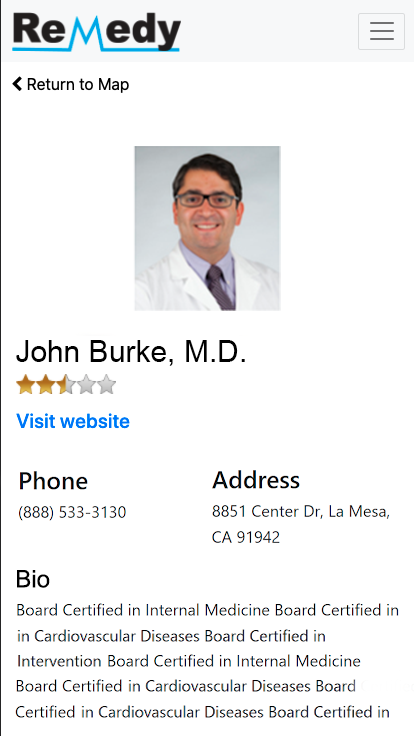 ReMedy
Return to Map
John Burke, M.D.
Visit website
Phone
(888) 533-3130
Address
8851 Center Dr, La Mesa,
CA 91942
Bio
Board Certified in Internal Medicine Board Certified in
in Cardiovascular Diseases Board Certified in
Intervention Board Certified in Internal Medicine
Board Certified in Cardiovascular Diseases Board
Certified in Cardiovascular Diseases Board Certified in